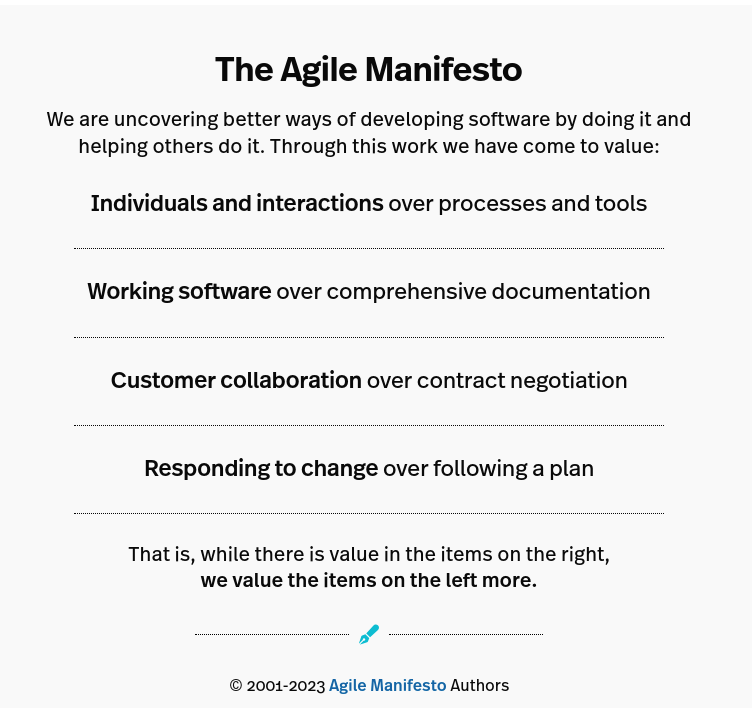 The Agile Manifesto
We are uncovering better ways of developing software by doing it and
helping others do it. Through this work we have come to value:
Individuals and interactions over processes and tools
Working software over comprehensive documentation
Customer collaboration over contract negotiation
Responding to change over following a plan
That is, while there is value in the items on the right,
we value the items on the left more.
© 2001-2023 Agile Manifesto Authors